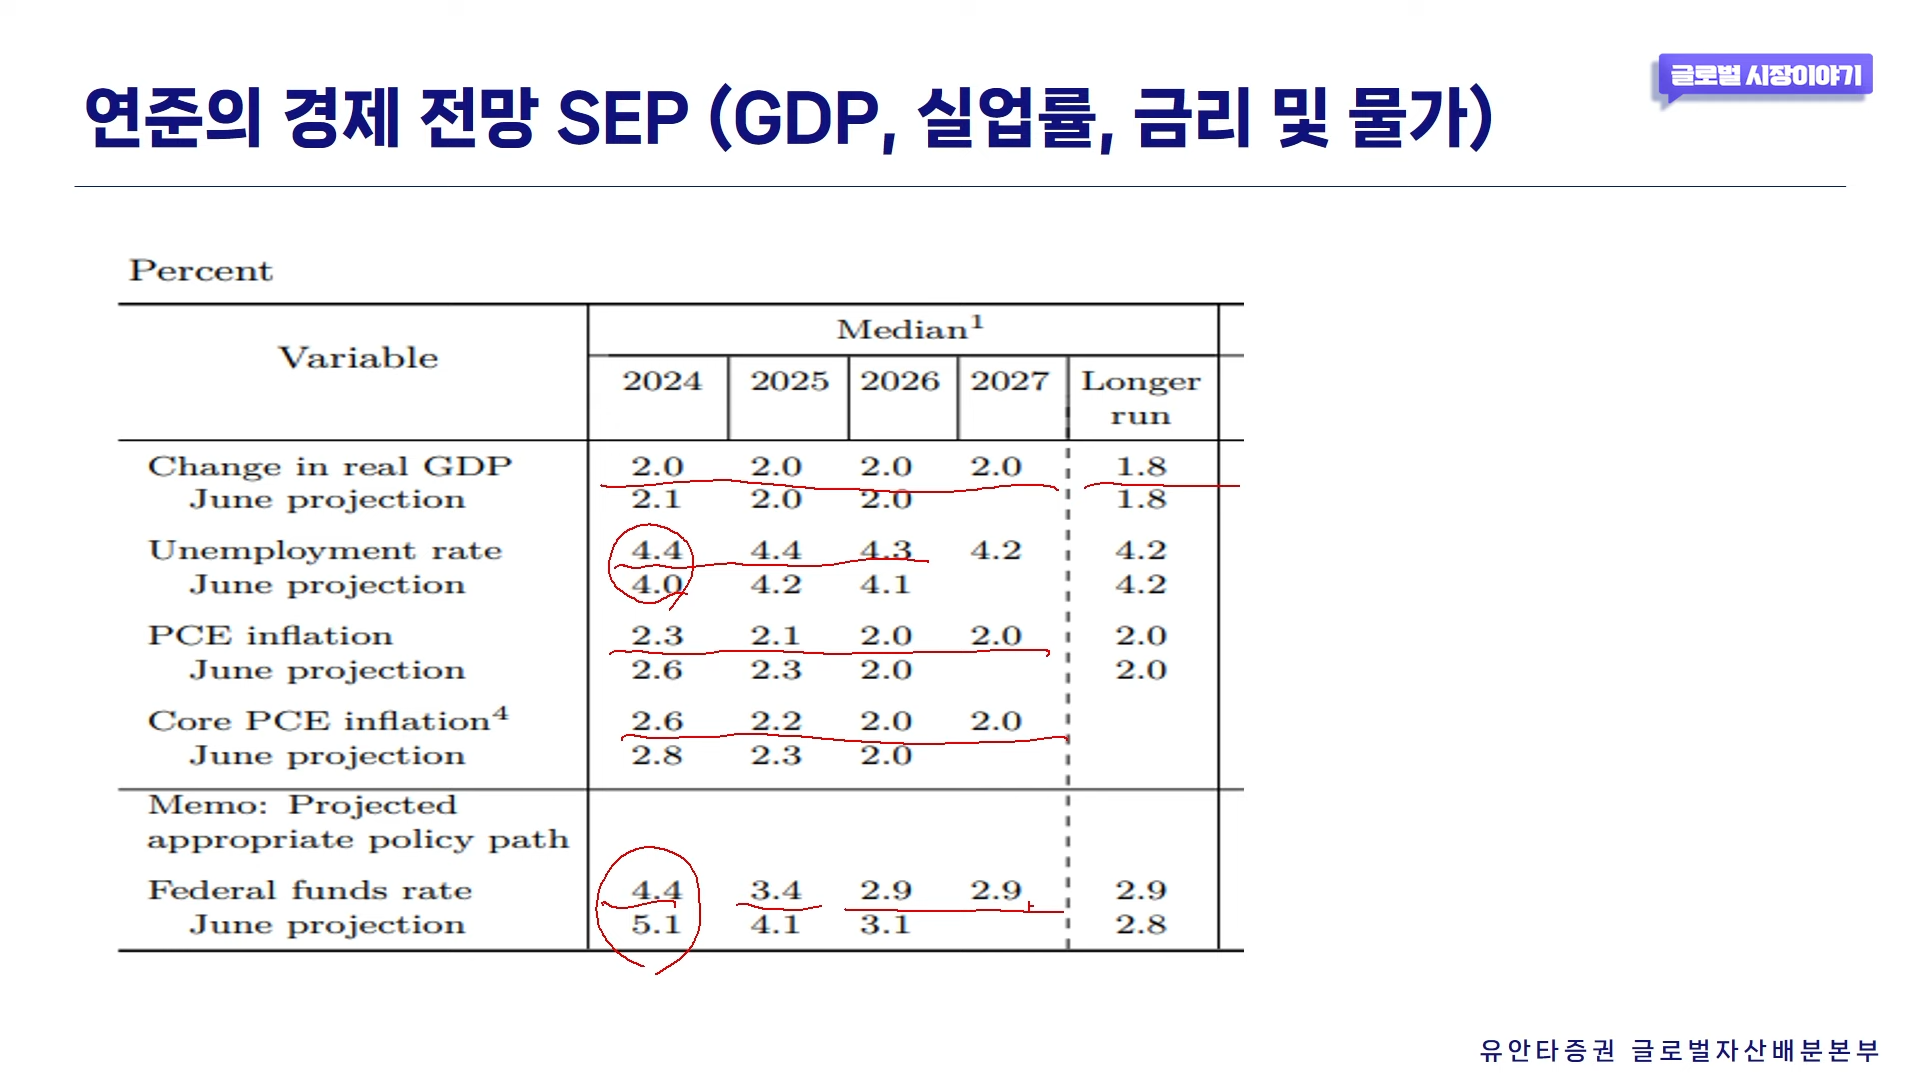 글로벌 시장이야기
연준의 경제 전망 SEP (GDP, 실업률, 금리 및 물가)
Percent
Variable
Median¹
2024 2025 2026 2027 Longer run
Change in real GDP 2.0 2.0 2.0 2.0 1.8
June projection 2.1 2.0 2.0 1.8
Unemployment rate 4.4 4.4 4.3 4.2 4.2
June projection 4.0 4.2 4.1 4.2
PCE inflation 2.3 2.1 2.0 2.0 2.0
June projection 2.6 2.3 2.0 2.0
Core PCE inflation⁴ 2.6 2.2 2.0 2.0
June projection 2.8 2.3 2.0
Memo: Projected
appropriate policy path
Federal funds rate 4.4 3.4 2.9 2.9 2.9
June projection 5.1 4.1 3.1 2.8
유안타증권 글로벌자산배분본부